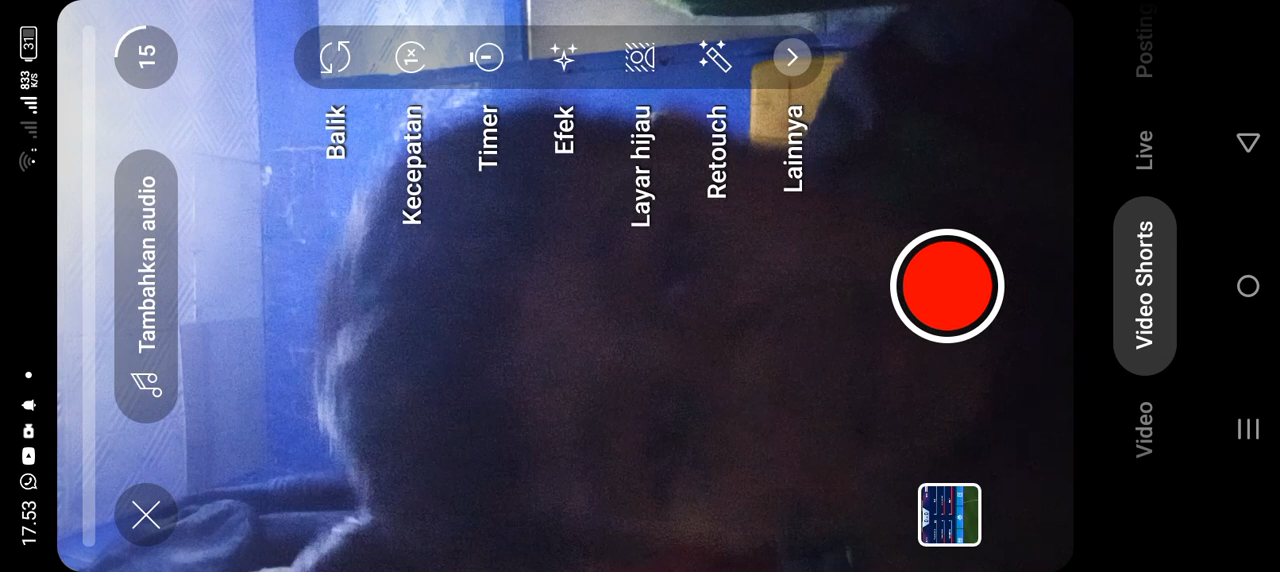 17.53
833
K/S
31
Tambahkan audio
15
Balik
1×
Kecepatan
Timer
Efek
Layar hijau
Retouch
Lainnya
Video
Video Shorts
Live
Posting